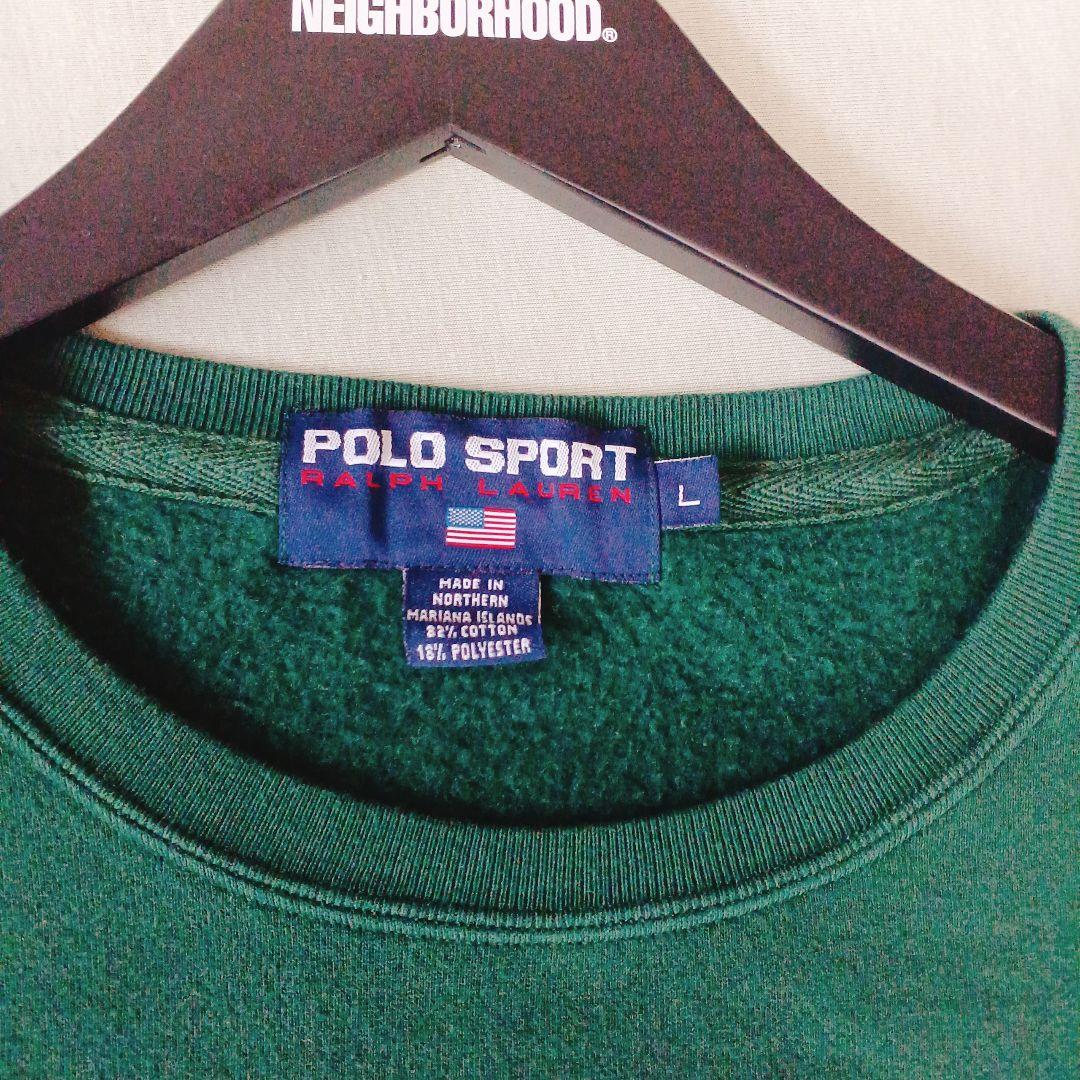 NEIGHBORHOOD®
POLO SPORT
RALPH LAUREN
L
MADE IN
NORTHERN
MARIANA ISLANDS
82% COTTON
18% POLYESTER